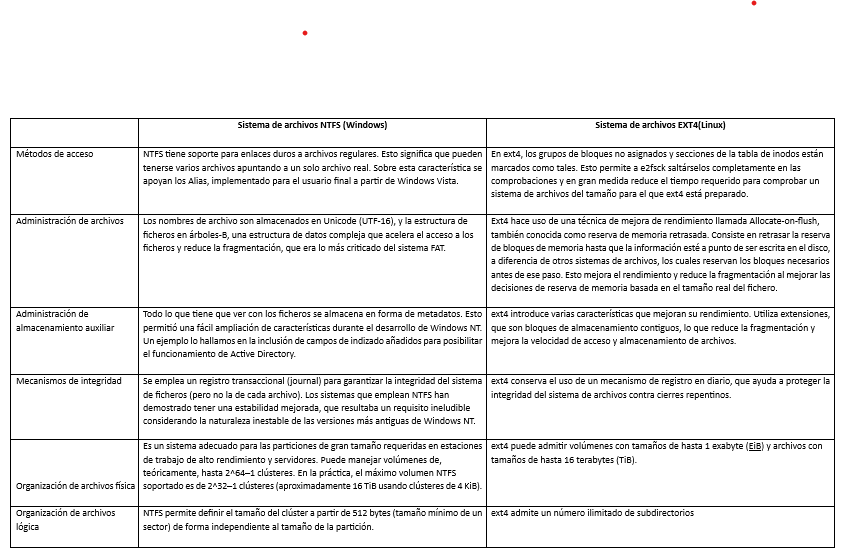 Sistema de archivos NTFS (Windows)
Sistema de archivos EXT4(Linux)
Métodos de acceso
NTFS tiene soporte para enlaces duros a archivos regulares. Esto significa que pueden
tenerse varios archivos apuntando a un solo archivo real. Sobre esta característica se
apoyan los Alias, implementado para el usuario final a partir de Windows Vista.
En ext4, los grupos de bloques no asignados y secciones de la tabla de inodos están
marcados como tales. Esto permite a e2fsck saltárselos completamente en las
comprobaciones y en gran medida reduce el tiempo requerido para comprobar un
sistema de archivos del tamaño para el que ext4 está preparado.
Administración de archivos
Los nombres de archivo son almacenados en Unicode (UTF-16), y la estructura de
ficheros en árboles-B, una estructura de datos compleja que acelera el acceso a los
ficheros y reduce la fragmentación, que era lo más criticado del sistema FAT.
Ext4 hace uso de una técnica de mejora de rendimiento llamada Allocate-on-flush,
también conocida como reserva de memoria retrasada. Consiste en retrasar la reserva
de bloques de memoria hasta que la información esté a punto de ser escrita en el disco,
a diferencia de otros sistemas de archivos, los cuales reservan los bloques necesarios
antes de ese paso. Esto mejora el rendimiento y reduce la fragmentación al mejorar las
decisiones de reserva de memoria basada en el tamaño real del fichero.
Administración de
almacenamiento auxiliar
Todo lo que tiene que ver con los ficheros se almacena en forma de metadatos. Esto
permitió una fácil ampliación de características durante el desarrollo de Windows NT.
Un ejemplo lo hallamos en la inclusión de campos de indizado añadidos para posibilitar
el funcionamiento de Active Directory.
ext4 introduce varias características que mejoran su rendimiento. Utiliza extensiones,
que son bloques de almacenamiento contiguos, lo que reduce la fragmentación y
mejora la velocidad de acceso y almacenamiento de archivos.
Mecanismos de integridad
Se emplea un registro transaccional (journal) para garantizar la integridad del sistema
de ficheros (pero no la de cada archivo). Los sistemas que emplean NTFS han
demostrado tener una estabilidad mejorada, que resultaba un requisito ineludible
considerando la naturaleza inestable de las versiones más antiguas de Windows NT.
ext4 conserva el uso de un mecanismo de registro en diario, que ayuda a proteger la
integridad del sistema de archivos contra cierres repentinos.
Organización de archivos física
Es un sistema adecuado para las particiones de gran tamaño requeridas en estaciones
de trabajo de alto rendimiento y servidores. Puede manejar volúmenes de,
teóricamente, hasta 2^64–1 clústeres. En la práctica, el máximo volumen NTFS
soportado es de 2^32–1 clústeres (aproximadamente 16 TiB usando clústeres de 4 KiB).
ext4 puede admitir volúmenes con tamaños de hasta 1 exabyte (EiB) y archivos con
tamaños de hasta 16 terabytes (TiB).
Organización de archivos
lógica
NTFS permite definir el tamaño del clúster a partir de 512 bytes (tamaño mínimo de un
sector) de forma independiente al tamaño de la partición.
ext4 admite un número ilimitado de subdirectorios